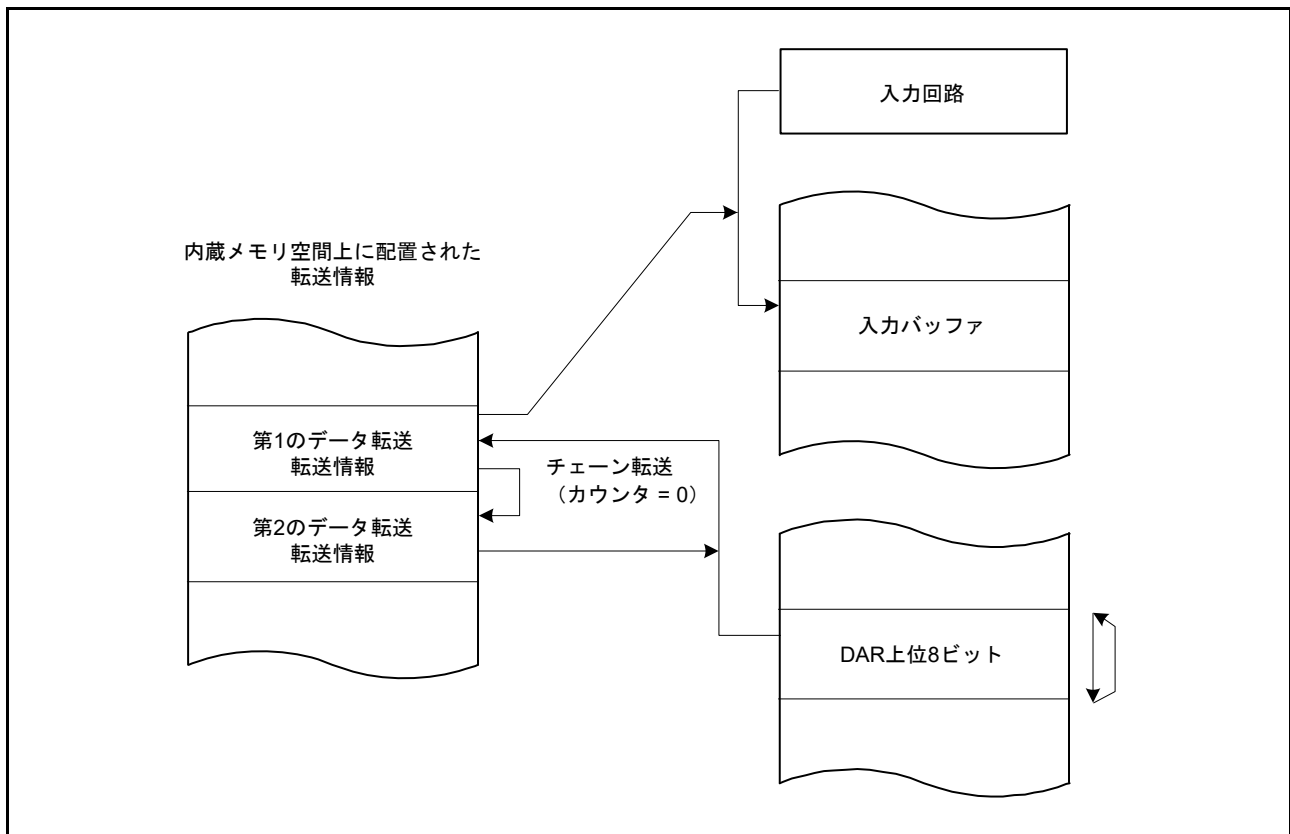 入力回路
内蔵メモリ空間上に配置された
転送情報
入力バッファ
第1のデータ転送
転送情報
チェーン転送
（カウンタ = 0）
第2のデータ転送
転送情報
DAR上位8ビット